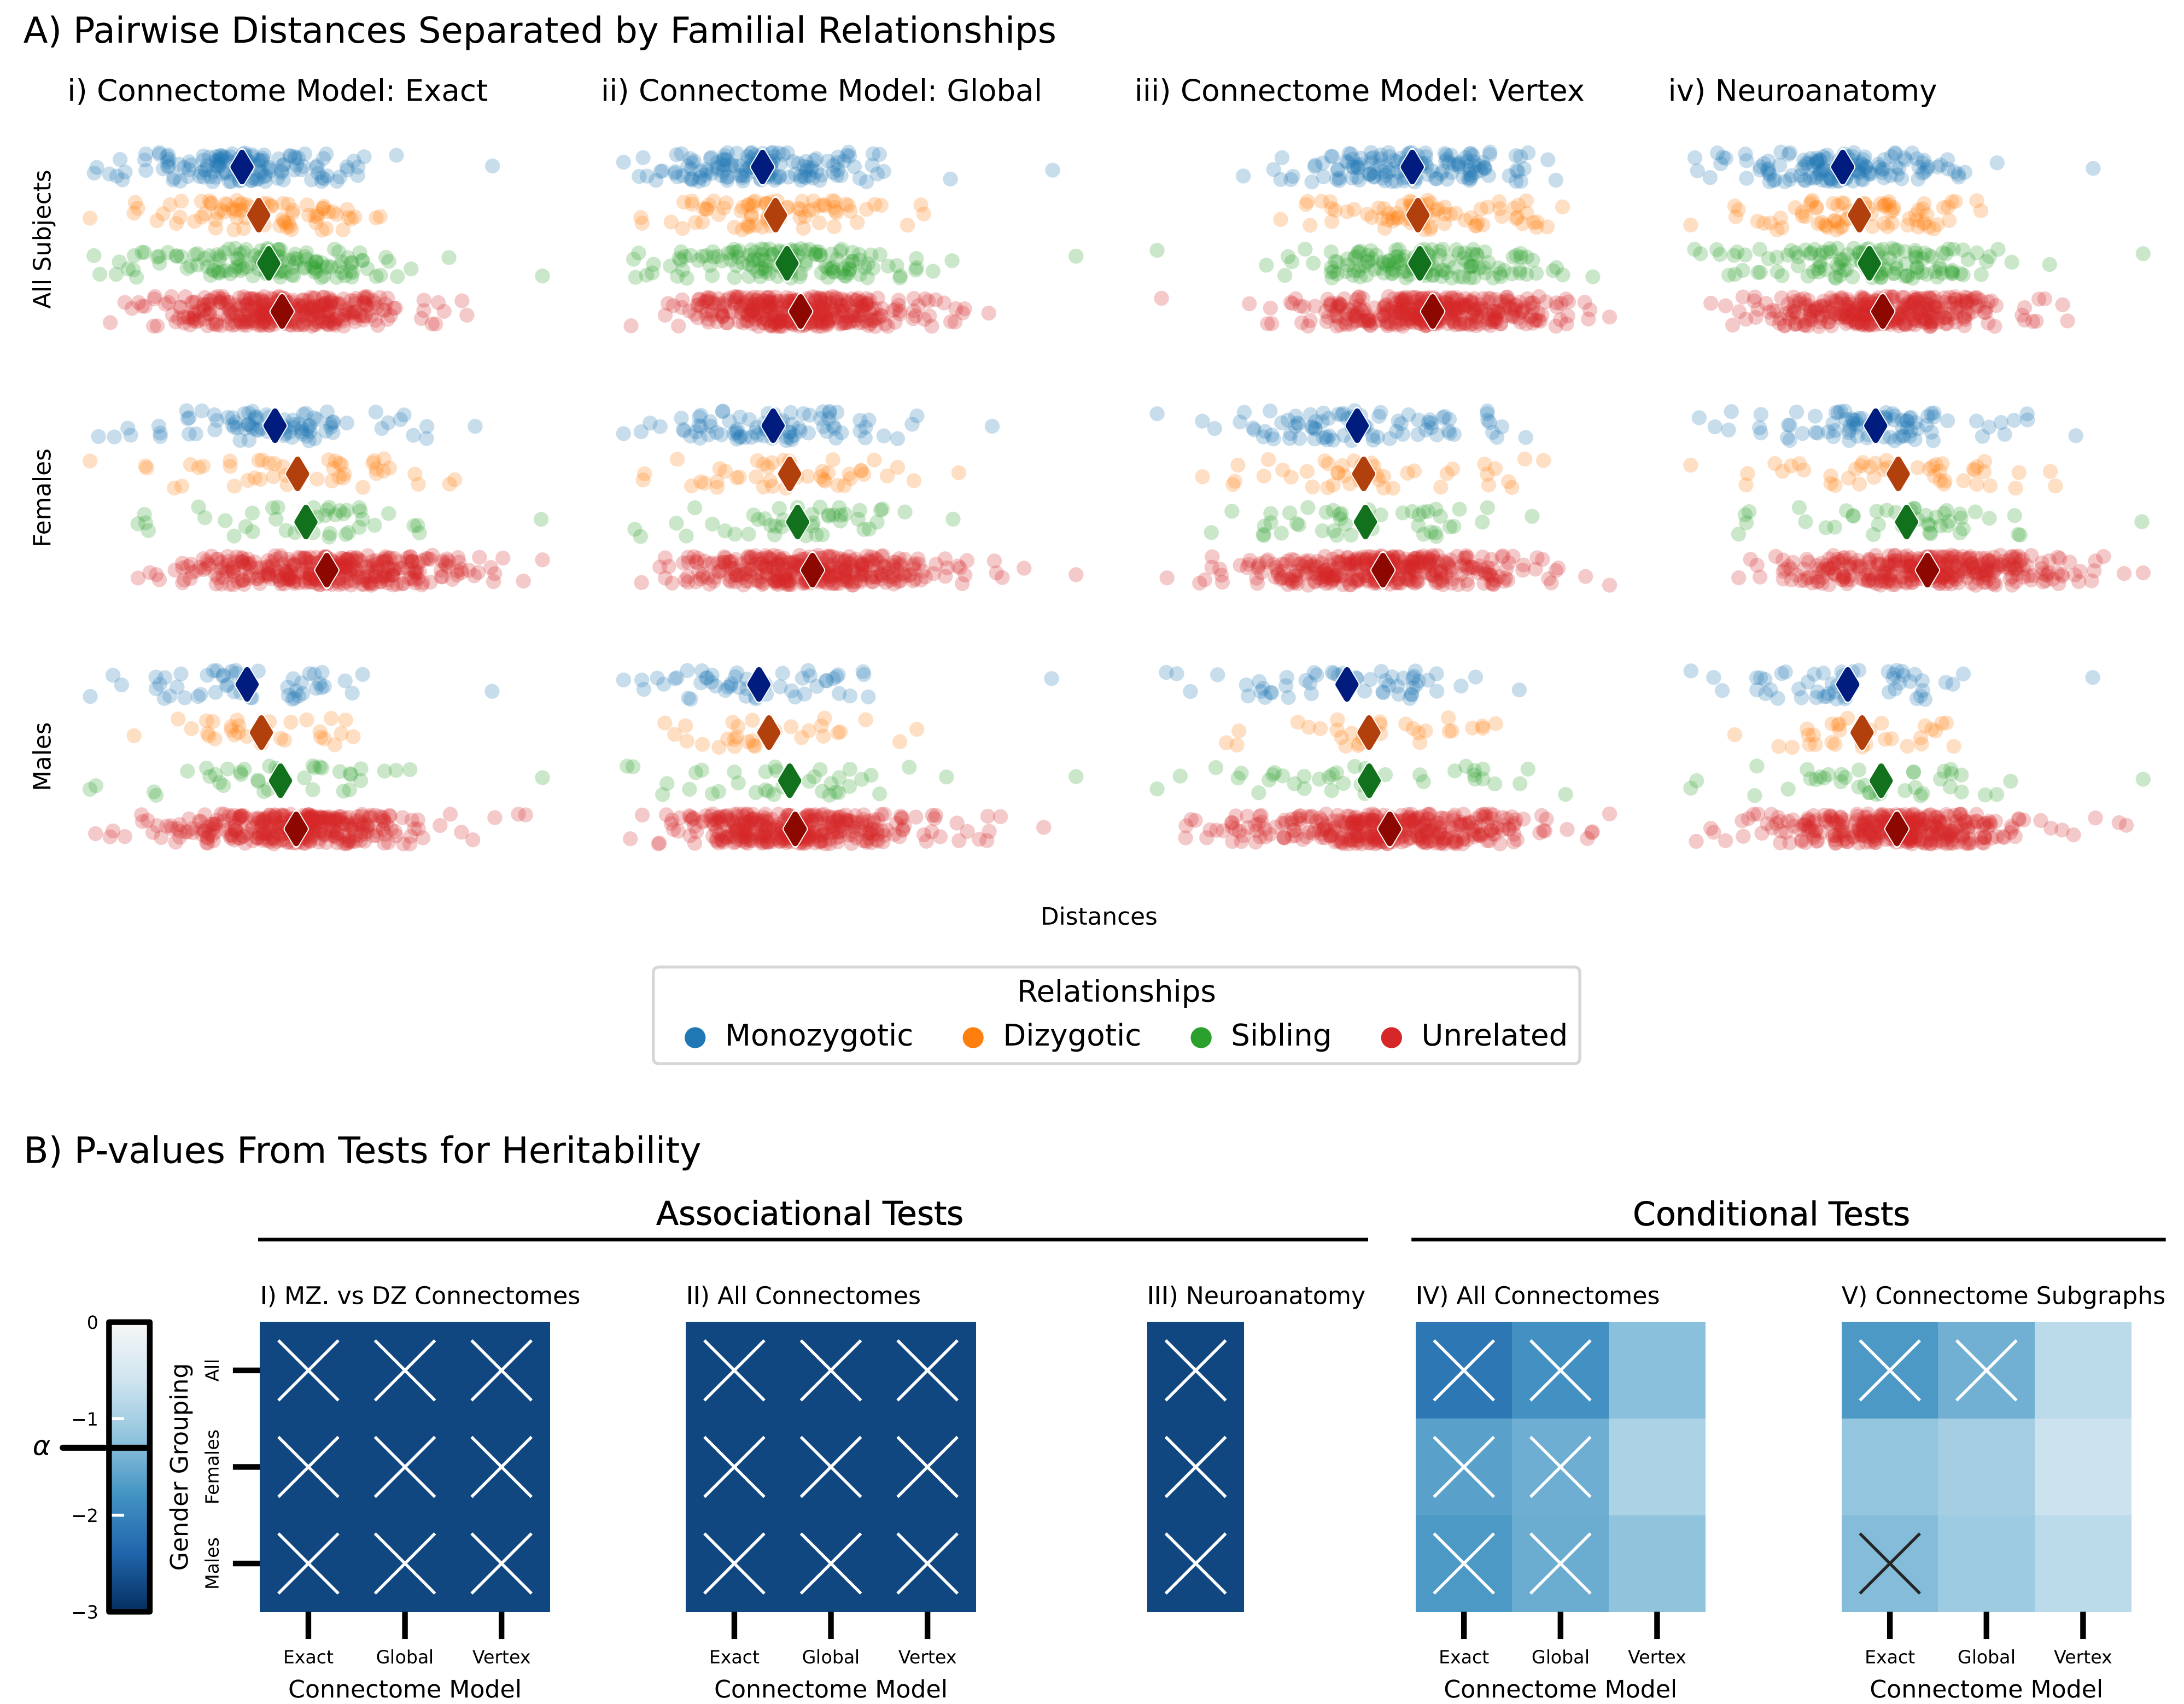 A) Pairwise Distances Separated by Familial Relationships
i) Connectome Model: Exact
ii) Connectome Model: Global
iii) Connectome Model: Vertex
iv) Neuroanatomy
All Subjects
Females
Males
Distances
Relationships
Monozygotic
Dizygotic
Sibling
Unrelated
B) P-values From Tests for Heritability
Associational Tests
Conditional Tests
I) MZ. vs DZ Connectomes
II) All Connectomes
III) Neuroanatomy
IV) All Connectomes
V) Connectome Subgraphs
0
−1
α
−2
−3
Gender Grouping
All
Females
Males
Exact
Global
Vertex
Connectome Model
Exact
Global
Vertex
Connectome Model
Exact
Global
Vertex
Connectome Model
Exact
Global
Vertex
Connectome Model